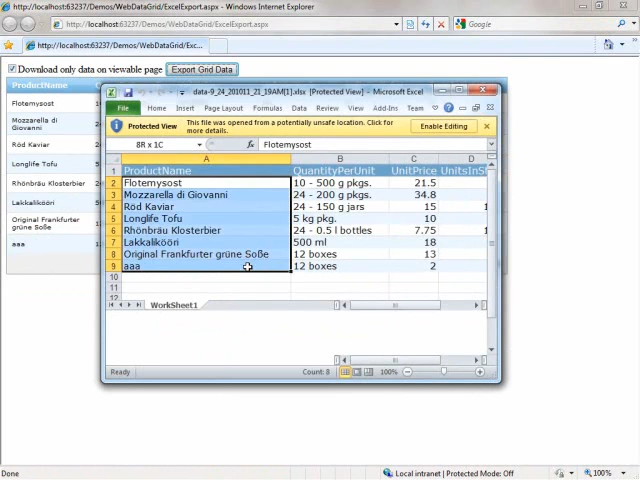 http://localhost:63237/Demos/WebDataGrid/ExcelExport.aspx - Windows Internet Explorer
http://localhost:63237/Demos/WebDataGrid/ExcelExport.aspx
Google
http://localhost:63237/Demos/WebDataGrid/Exc...
Download only data on viewable page Export Grid Data
ProductName
Flotemysost
Mozzarella di
Giovanni
Röd Kaviar
Longlife Tofu
Rhönbräu Klosterbier
Lakkalikööri
Original Frankfurter
grüne Soße
aaa
data-9_24_201011_21_19AM[1].xlsx [Protected View] - Microsoft Excel
File Home Insert Page Layout Formulas Data Review View Add-Ins Team
Protected View This file was opened from a potentially unsafe location. Click for
more details. Enable Editing
8R x 1C fx Flotemysost
A B C D
1 ProductName QuantityPerUnit UnitPrice UnitsInSt
2 Flotemysost 10 - 500 g pkgs. 21.5
3 Mozzarella di Giovanni 24 - 200 g pkgs. 34.8
4 Röd Kaviar 24 - 150 g jars 15 1
5 Longlife Tofu 5 kg pkg. 10
6 Rhönbräu Klosterbier 24 - 0.5 l bottles 7.75 1
7 Lakkalikööri 500 ml 18
8 Original Frankfurter grüne Soße 12 boxes 13
9 aaa 12 boxes 2
10
11
12
WorkSheet1
Ready Count: 8 100%
Done Local intranet | Protected Mode: Off 100%